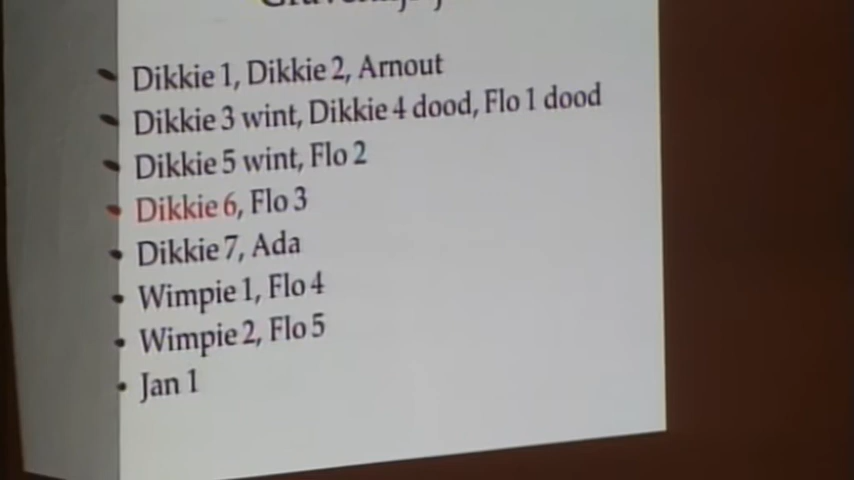 Dikkie 1, Dikkie 2, Arnout
Dikkie 3 wint, Dikkie 4 dood, Flo 1 dood
Dikkie 5 wint, Flo 2
Dikkie 6, Flo 3
Dikkie 7, Ada
Wimpie 1, Flo 4
Wimpie 2, Flo 5
Jan 1